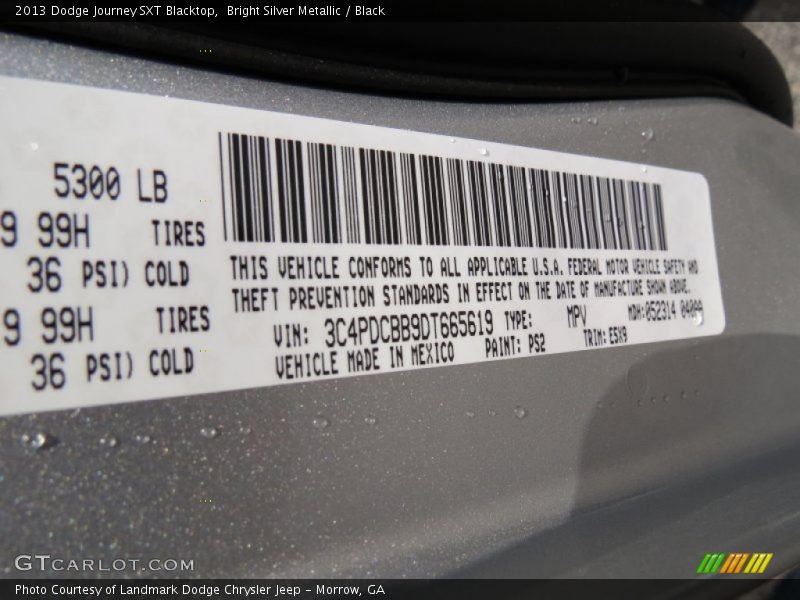 2013 Dodge Journey SXT Blacktop, Bright Silver Metallic / Black
5300 LB
9 99H TIRES
36 PSI) COLD
9 99H TIRES
36 PSI) COLD
THIS VEHICLE CONFORMS TO ALL APPLICABLE U.S.A. FEDERAL MOTOR VEHICLE SAFETY AND
THEFT PREVENTION STANDARDS IN EFFECT ON THE DATE OF MANUFACTURE SHOWN ABOVE.
VIN: 3C4PDCBB9DT665619 TYPE: MPV MDH:052314
VEHICLE MADE IN MEXICO PAINT: PS2 TRIM:E5X9
GTCARLOT.COM
Photo Courtesy of Landmark Dodge Chrysler Jeep – Morrow, GA